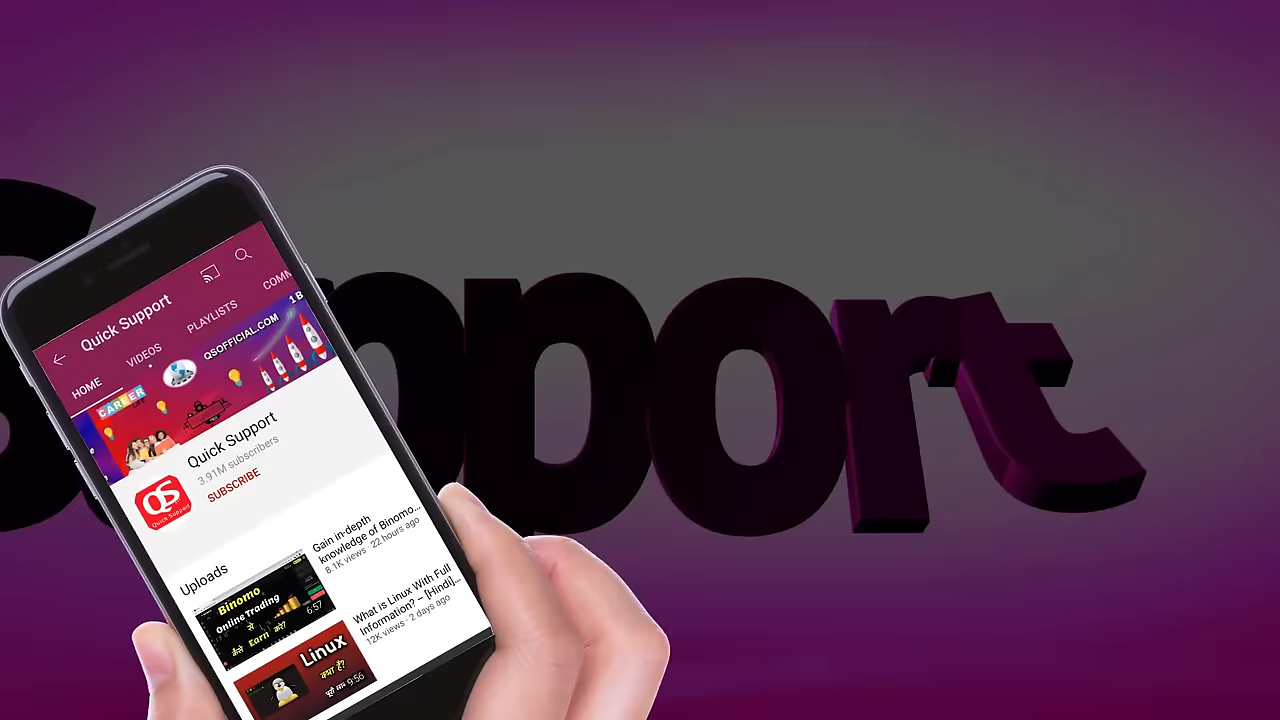 Support
Quick Support
HOME
VIDEOS
PLAYLISTS
COMM
CAREER
QSOFFICIAL.COM
1 B
QS
Quick Support
Quick Support
3.91M subscribers
SUBSCRIBE
Uploads
Binomo
Online Trading
से
कैसे Earn करे?
6:57
Gain in-depth
knowledge of Binomo...
8.1K views · 22 hours ago
Linux
क्या है?
9:56
What is Linux With Full
Information? – [Hindi]...
12K views · 2 days ago